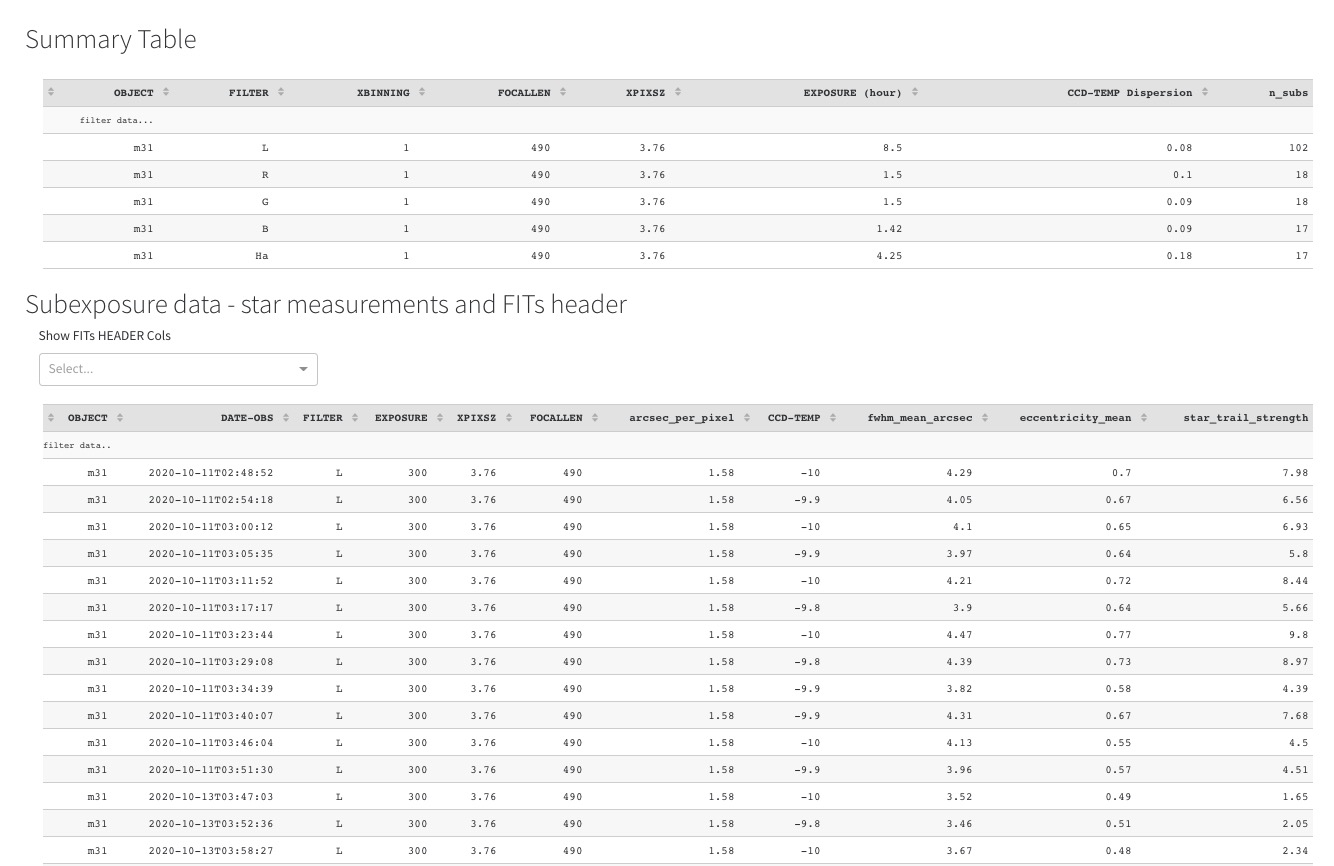 Summary Table
OBJECT FILTER XBINNING FOCALLEN XPIXSZ EXPOSURE (hour) CCD-TEMP Dispersion n_subs
filter data...
m31 L 1 490 3.76 8.5 0.08 102
m31 R 1 490 3.76 1.5 0.1 18
m31 G 1 490 3.76 1.5 0.09 18
m31 B 1 490 3.76 1.42 0.09 17
m31 Ha 1 490 3.76 4.25 0.18 17
Subexposure data - star measurements and FITs header
Show FITs HEADER Cols
Select...
OBJECT DATE-OBS FILTER EXPOSURE XPIXSZ FOCALLEN arcsec_per_pixel CCD-TEMP fwhm_mean_arcsec eccentricity_mean star_trail_strength
filter data..
m31 2020-10-11T02:48:52 L 300 3.76 490 1.58 -10 4.29 0.7 7.98
m31 2020-10-11T02:54:18 L 300 3.76 490 1.58 -9.9 4.05 0.67 6.56
m31 2020-10-11T03:00:12 L 300 3.76 490 1.58 -10 4.1 0.65 6.93
m31 2020-10-11T03:05:35 L 300 3.76 490 1.58 -9.9 3.97 0.64 5.8
m31 2020-10-11T03:11:52 L 300 3.76 490 1.58 -10 4.21 0.72 8.44
m31 2020-10-11T03:17:17 L 300 3.76 490 1.58 -9.8 3.9 0.64 5.66
m31 2020-10-11T03:23:44 L 300 3.76 490 1.58 -10 4.47 0.77 9.8
m31 2020-10-11T03:29:08 L 300 3.76 490 1.58 -9.8 4.39 0.73 8.97
m31 2020-10-11T03:34:39 L 300 3.76 490 1.58 -9.9 3.82 0.58 4.39
m31 2020-10-11T03:40:07 L 300 3.76 490 1.58 -9.9 4.31 0.67 7.68
m31 2020-10-11T03:46:04 L 300 3.76 490 1.58 -10 4.13 0.55 4.5
m31 2020-10-11T03:51:30 L 300 3.76 490 1.58 -9.9 3.96 0.57 4.51
m31 2020-10-13T03:47:03 L 300 3.76 490 1.58 -10 3.52 0.49 1.65
m31 2020-10-13T03:52:36 L 300 3.76 490 1.58 -9.8 3.46 0.51 2.05
m31 2020-10-13T03:58:27 L 300 3.76 490 1.58 -10 3.67 0.48 2.34